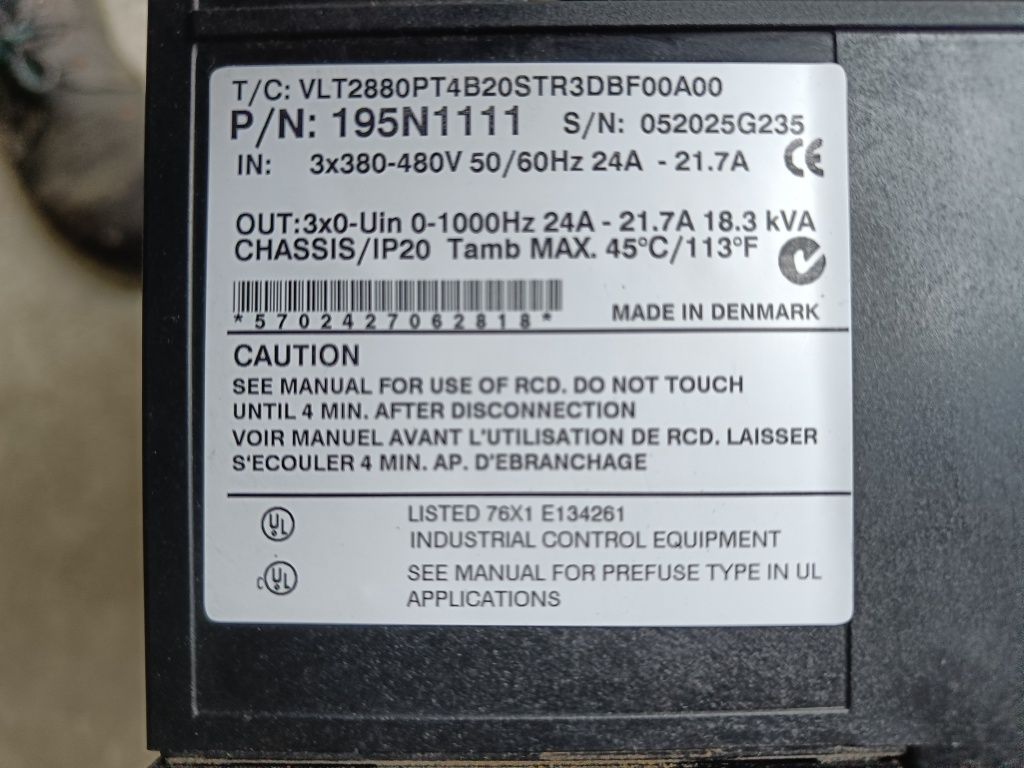 T/C: VLT2880PT4B20STR3DBF00A00
P/N: 195N1111 S/N: 052025G235
IN: 3x380-480V 50/60Hz 24A - 21.7A CE
OUT:3x0-Uin 0-1000Hz 24A - 21.7A 18.3 kVA
CHASSIS/IP20 Tamb MAX. 45°C/113°F
*5702427062818* MADE IN DENMARK
CAUTION
SEE MANUAL FOR USE OF RCD. DO NOT TOUCH
UNTIL 4 MIN. AFTER DISCONNECTION
VOIR MANUEL AVANT L'UTILISATION DE RCD. LAISSER
S'ECOULER 4 MIN. AP. D'EBRANCHAGE
UL LISTED 76X1 E134261
INDUSTRIAL CONTROL EQUIPMENT
c UL SEE MANUAL FOR PREFUSE TYPE IN UL
APPLICATIONS